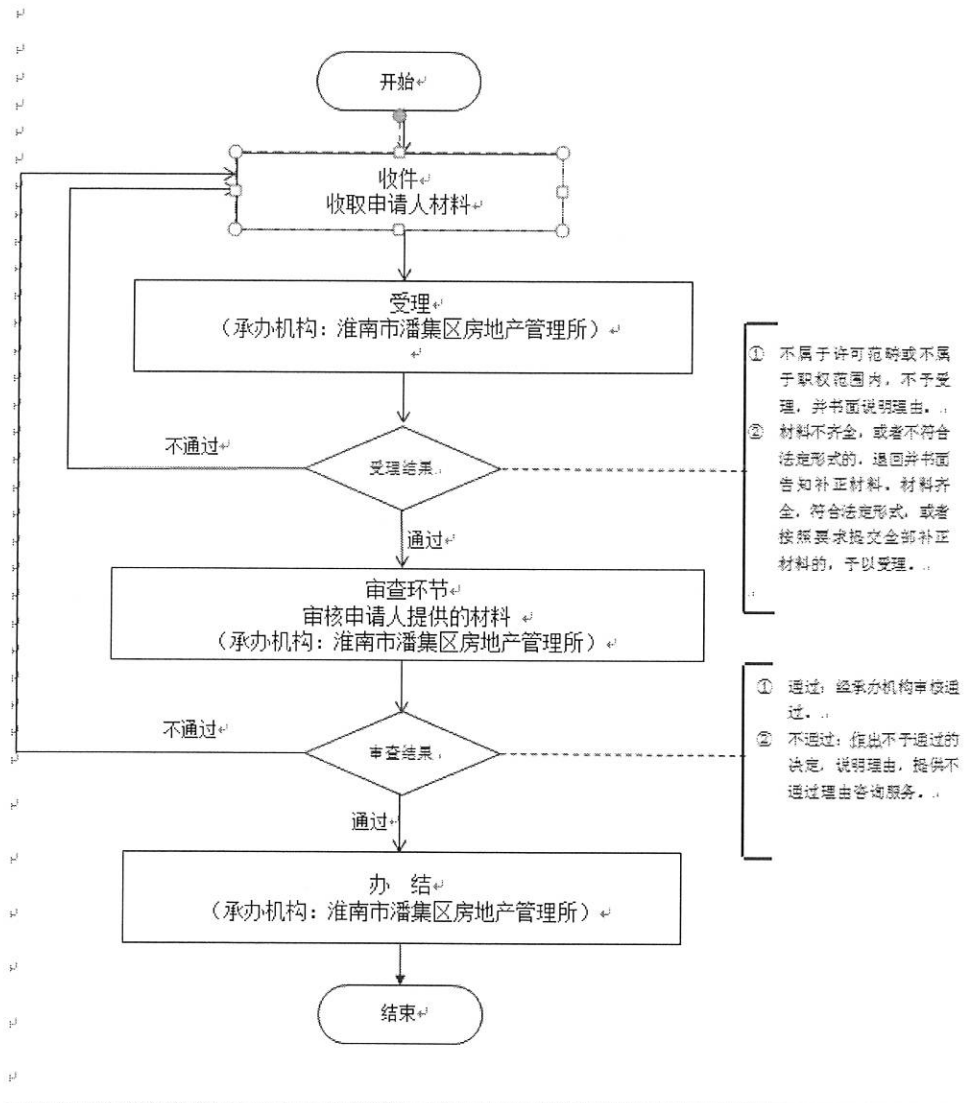 开始
收件
收取申请人材料
受理
（承办机构：淮南市潘集区房地产管理所）
不通过
受理结果
① 不属于许可范畴或不属
于职权范围内，不予受
理，并书面说明理由。
② 材料不齐全，或者不符合
法定形式的，退回并书面
告知补正材料。材料齐
全，符合法定形式，或者
按照要求提交全部补正
材料的，予以受理。
通过
审查环节
审核申请人提供的材料
（承办机构：淮南市潘集区房地产管理所）
不通过
审查结果
① 通过：经承办机构审核通
过。
② 不通过：作出不予通过的
决定，说明理由，提供不
通过理由咨询服务。
通过
办 结
（承办机构：淮南市潘集区房地产管理所）
结束